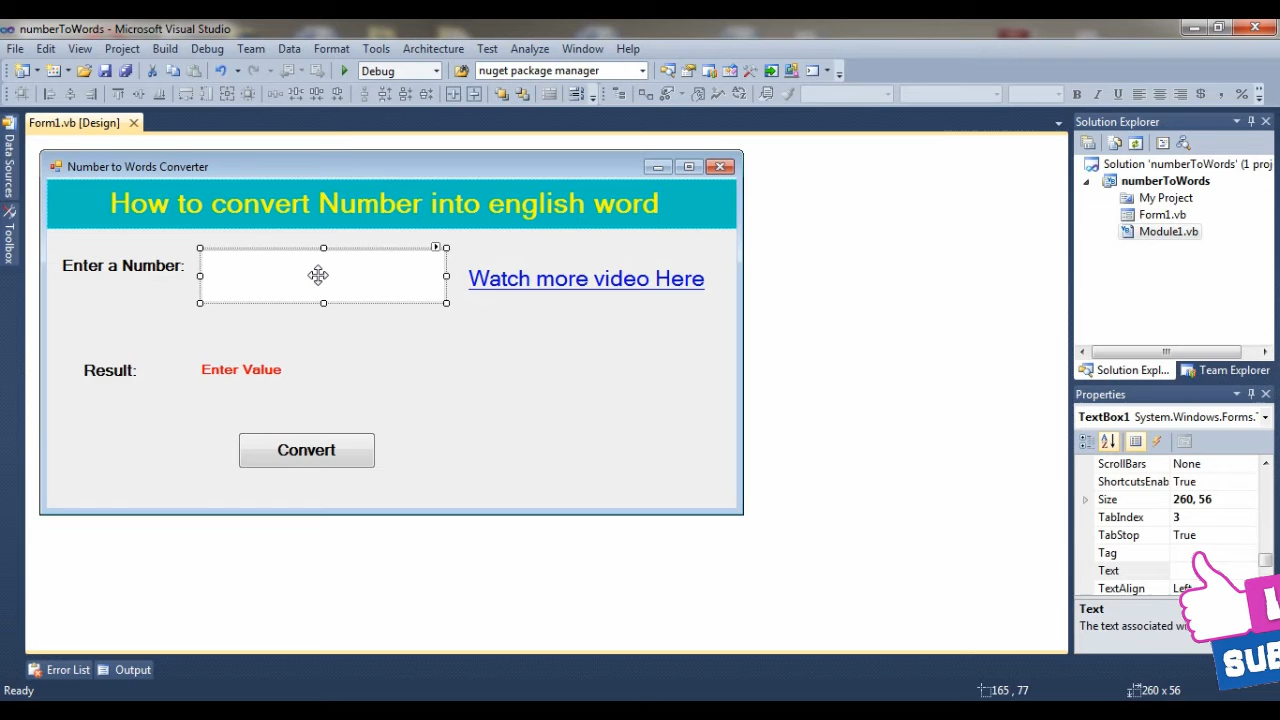 numberToWords - Microsoft Visual Studio
File Edit View Project Build Debug Team Data Format Tools Architecture Test Analyze Window Help
Debug nuget package manager
Form1.vb [Design]
Data Sources
Toolbox
Number to Words Converter
How to convert Number into english word
Enter a Number:
Watch more video Here
Result: Enter Value
Convert
Solution Explorer
Solution 'numberToWords' (1 proj
numberToWords
My Project
Form1.vb
Module1.vb
Solution Expl... Team Explorer
Properties
TextBox1 System.Windows.Forms.
ScrollBars None
ShortcutsEnab True
Size 260, 56
TabIndex 3
TabStop True
Tag
Text
TextAlign Left
Text
The text associated
SUB
Error List Output
Ready 165 , 77 260 x 56